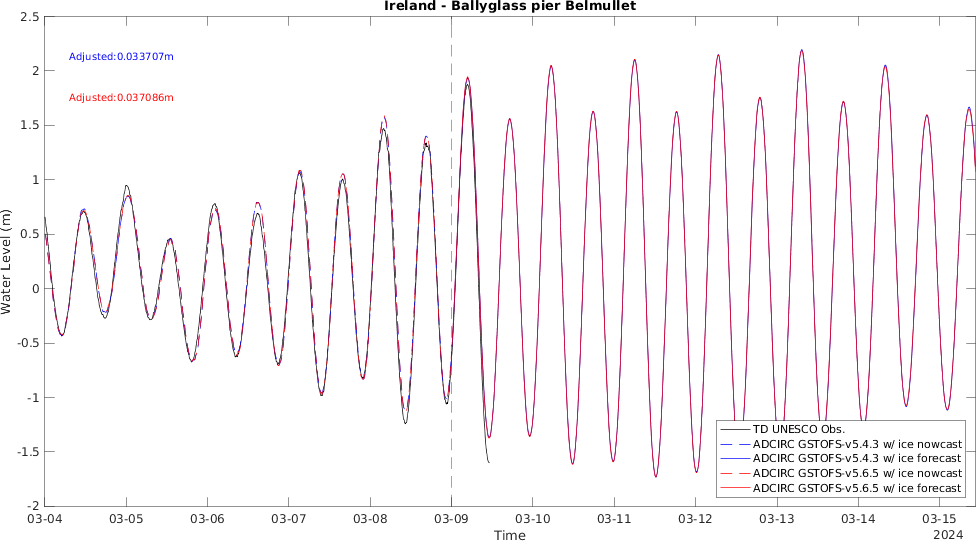 Ireland - Ballyglass pier Belmullet
2.5
Adjusted:0.033707m
2
Adjusted:0.037086m
1.5
1
0.5
0
-0.5
-1
-1.5
-2
Water Level (m)
TD UNESCO Obs.
ADCIRC GSTOFS-v5.4.3 w/ ice nowcast
ADCIRC GSTOFS-v5.4.3 w/ ice forecast
ADCIRC GSTOFS-v5.6.5 w/ ice nowcast
ADCIRC GSTOFS-v5.6.5 w/ ice forecast
03-04 03-05 03-06 03-07 03-08 03-09 03-10 03-11 03-12 03-13 03-14 03-15
Time
2024